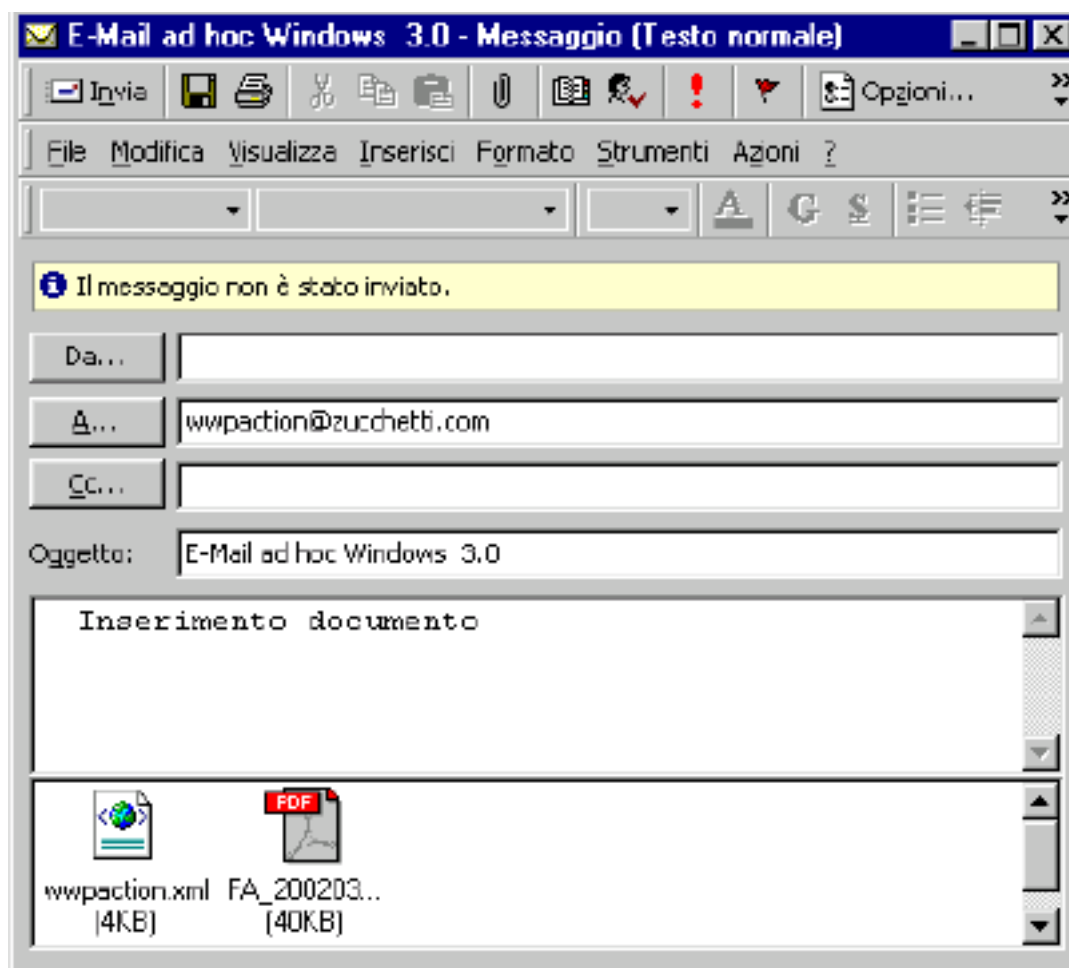 E-Mail ad hoc Windows 3.0 - Messaggio (Testo normale)
Invia Opzioni...
File Modifica Visualizza Inserisci Formato Strumenti Azioni ?
A G S
Il messaggio non è stato inviato.
Da...
A... wwpaction@zucchetti.com
Cc...
Oggetto: E-Mail ad hoc Windows 3.0
Inserimento documento
PDF
wwpaction.xml FA_200203...
(4KB) (40KB)